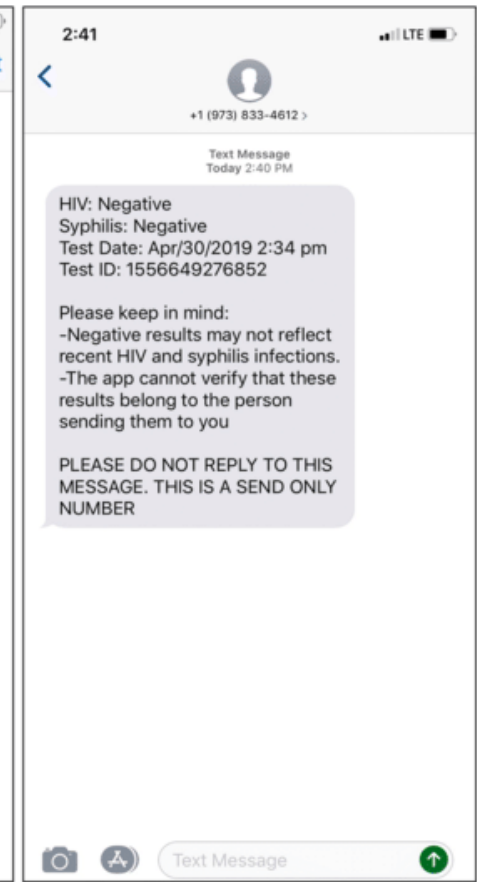 2:41
LTE
+1 (973) 833-4612 >
Text Message
Today 2:40 PM
HIV: Negative
Syphilis: Negative
Test Date: Apr/30/2019 2:34 pm
Test ID: 1556649276852
Please keep in mind:
-Negative results may not reflect
recent HIV and syphilis infections.
-The app cannot verify that these
results belong to the person
sending them to you
PLEASE DO NOT REPLY TO THIS
MESSAGE. THIS IS A SEND ONLY
NUMBER
Text Message